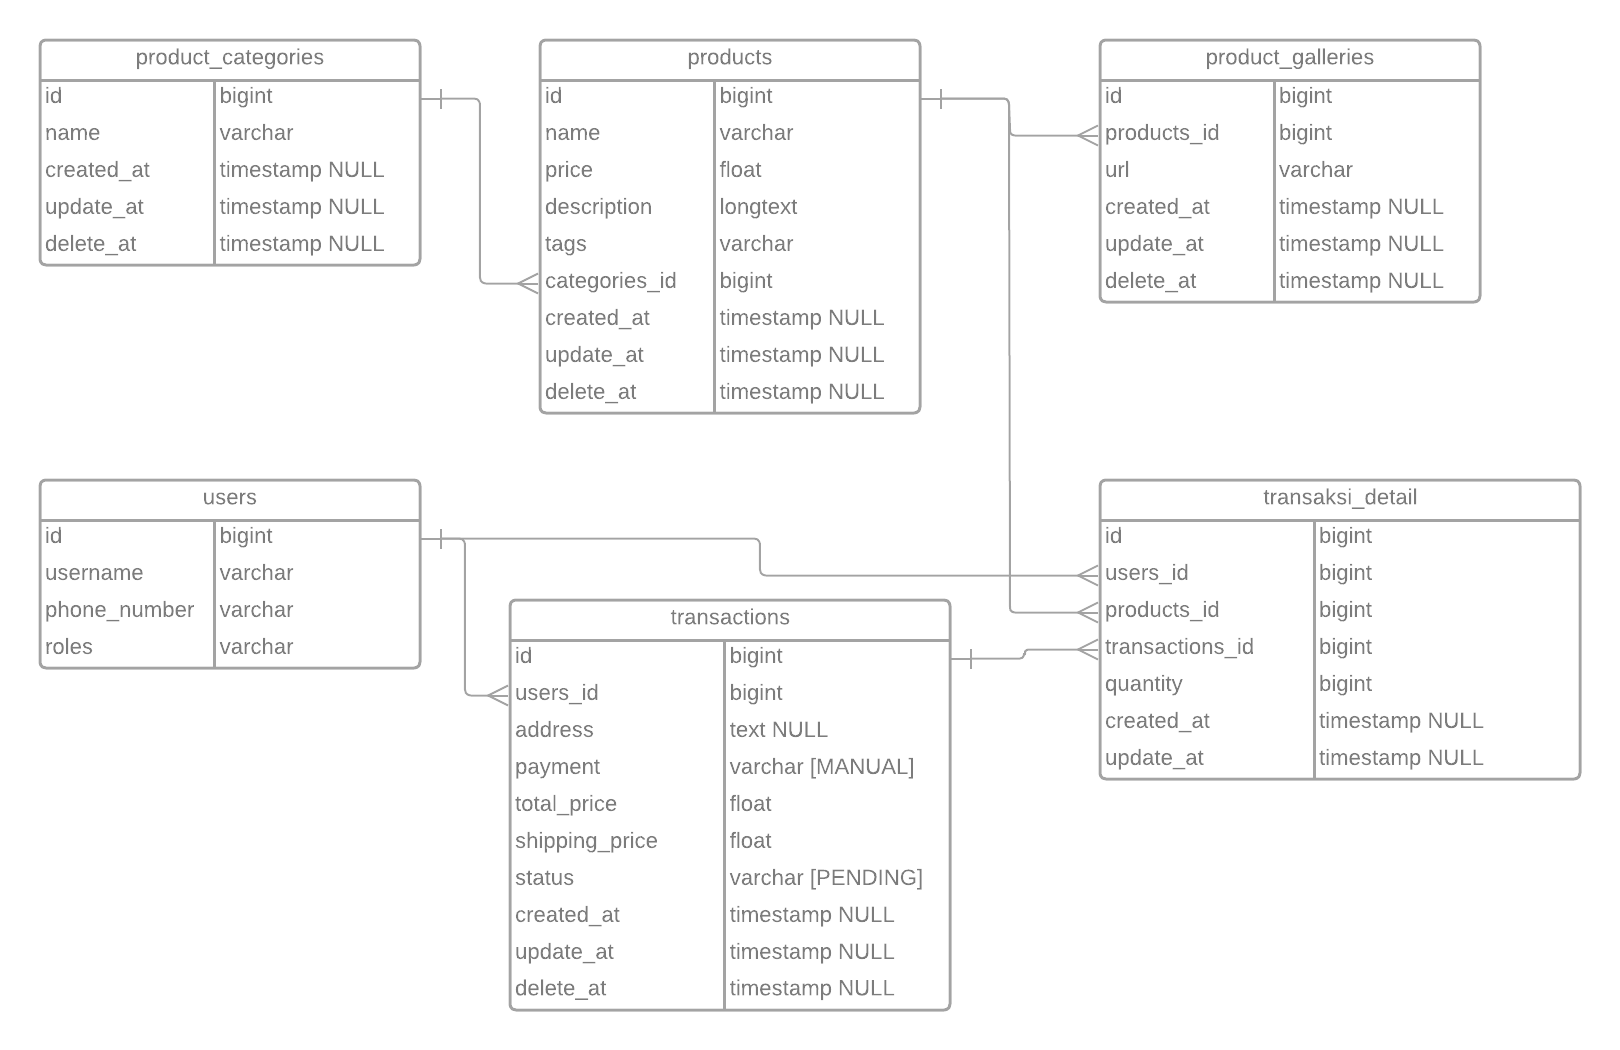 product_categories
id bigint
name varchar
created_at timestamp NULL
update_at timestamp NULL
delete_at timestamp NULL
products
id bigint
name varchar
price float
description longtext
tags varchar
categories_id bigint
created_at timestamp NULL
update_at timestamp NULL
delete_at timestamp NULL
product_galleries
id bigint
products_id bigint
url varchar
created_at timestamp NULL
update_at timestamp NULL
delete_at timestamp NULL
users
id bigint
username varchar
phone_number varchar
roles varchar
transactions
id bigint
users_id bigint
address text NULL
payment varchar [MANUAL]
total_price float
shipping_price float
status varchar [PENDING]
created_at timestamp NULL
update_at timestamp NULL
delete_at timestamp NULL
transaksi_detail
id bigint
users_id bigint
products_id bigint
transactions_id bigint
quantity bigint
created_at timestamp NULL
update_at timestamp NULL